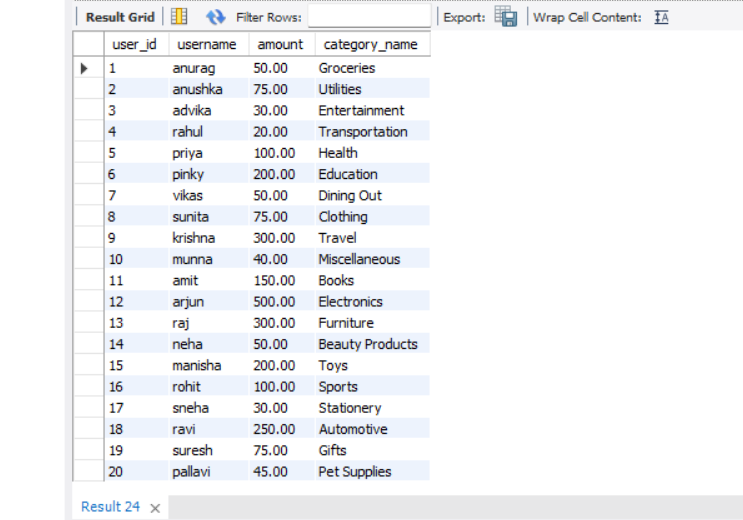 Result Grid Filter Rows: Export: Wrap Cell Content: IA
user_id username amount category_name
1 anurag 50.00 Groceries
2 anushka 75.00 Utilities
3 advika 30.00 Entertainment
4 rahul 20.00 Transportation
5 priya 100.00 Health
6 pinky 200.00 Education
7 vikas 50.00 Dining Out
8 sunita 75.00 Clothing
9 krishna 300.00 Travel
10 munna 40.00 Miscellaneous
11 amit 150.00 Books
12 arjun 500.00 Electronics
13 raj 300.00 Furniture
14 neha 50.00 Beauty Products
15 manisha 200.00 Toys
16 rohit 100.00 Sports
17 sneha 30.00 Stationery
18 ravi 250.00 Automotive
19 suresh 75.00 Gifts
20 pallavi 45.00 Pet Supplies
Result 24